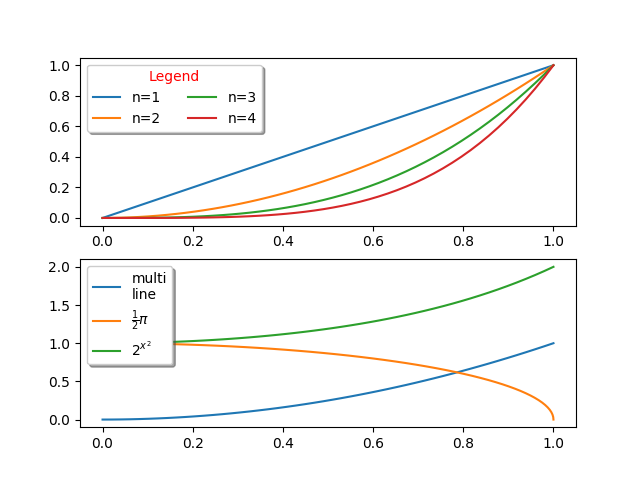 Legend
n=1 n=3
n=2 n=4
1.0
0.8
0.6
0.4
0.2
0.0
0.0 0.2 0.4 0.6 0.8 1.0
multi
line
½π
2^{x^2}
2.0
1.5
1.0
0.5
0.0
0.0 0.2 0.4 0.6 0.8 1.0